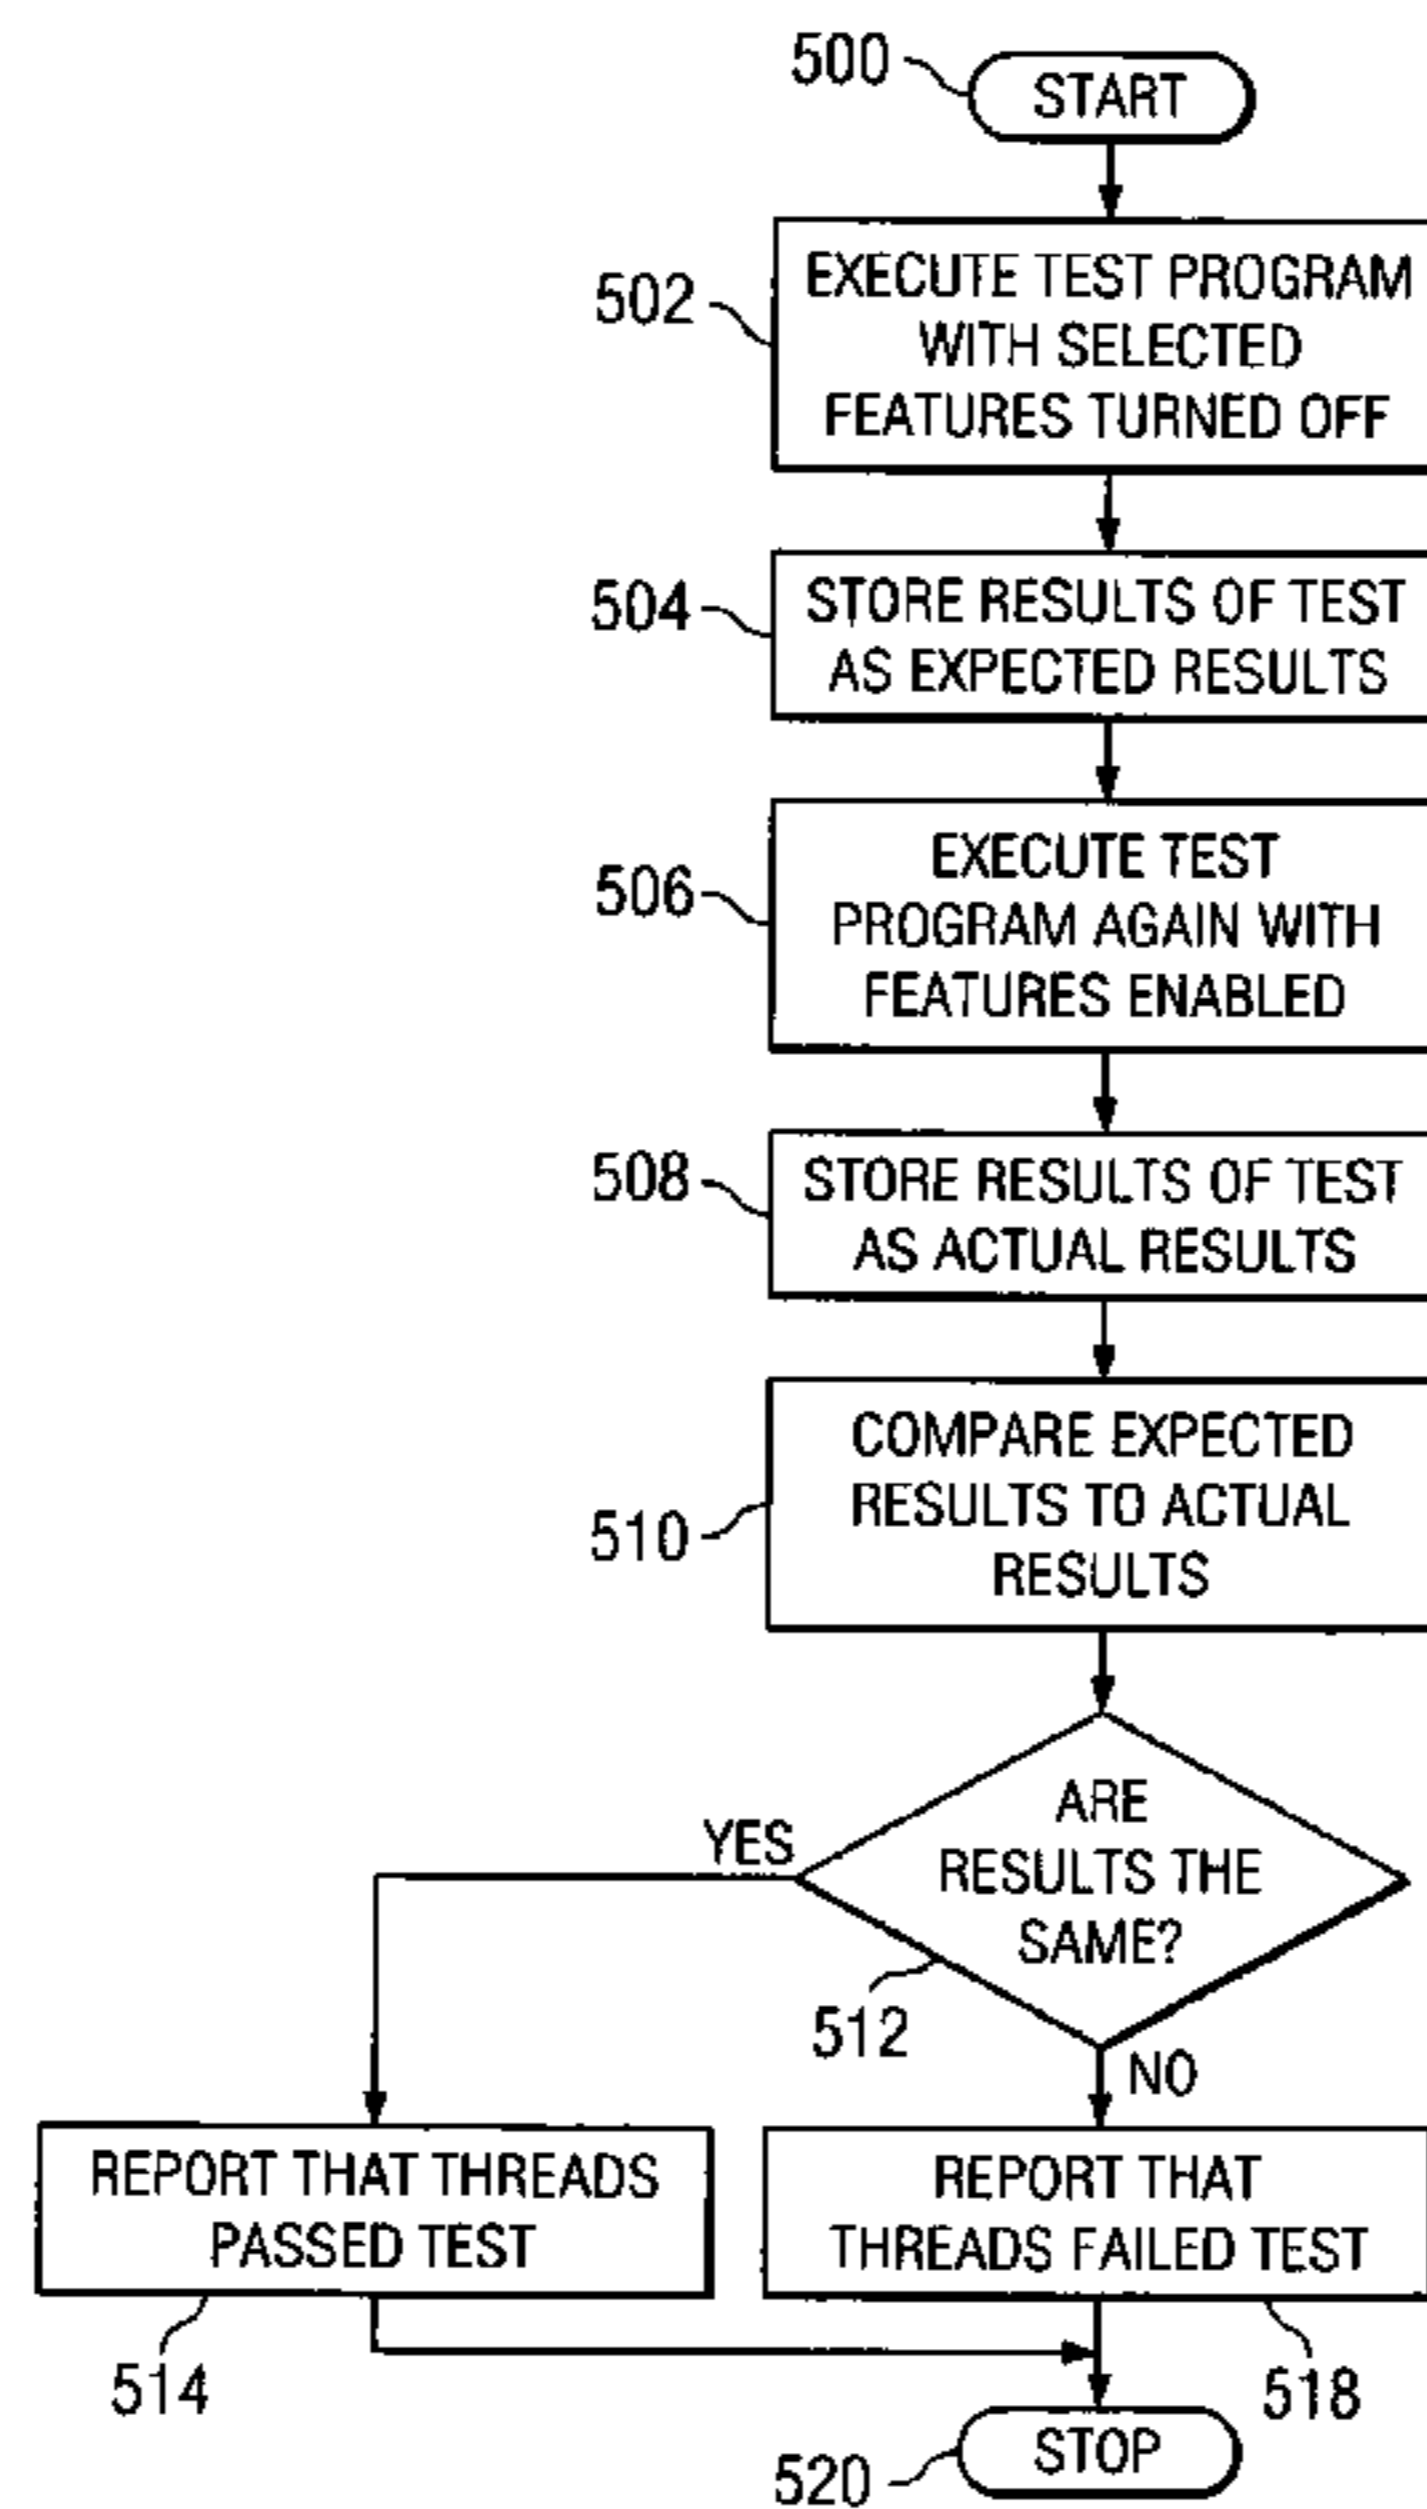 500
START
502
EXECUTE TEST PROGRAM
WITH SELECTED
FEATURES TURNED OFF
504
STORE RESULTS OF TEST
AS EXPECTED RESULTS
506
EXECUTE TEST
PROGRAM AGAIN WITH
FEATURES ENABLED
508
STORE RESULTS OF TEST
AS ACTUAL RESULTS
510
COMPARE EXPECTED
RESULTS TO ACTUAL
RESULTS
YES
ARE
RESULTS THE
SAME?
512
NO
REPORT THAT THREADS
PASSED TEST
514
REPORT THAT
THREADS FAILED TEST
518
520
STOP